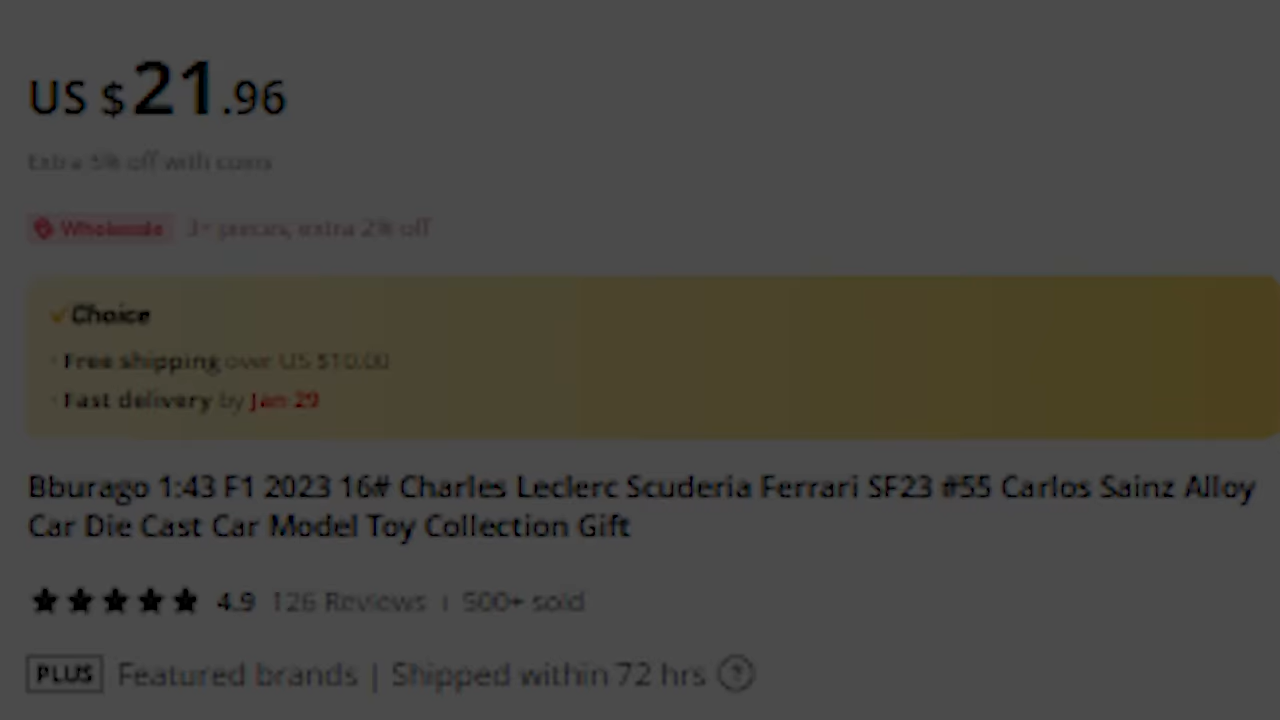 US $21.96
Extra 5% off with coins
Wholesale 3+ pieces, extra 2% off
Choice
· Free shipping over US $10.00
· Fast delivery by Jan 29
Bburago 1:43 F1 2023 16# Charles Leclerc Scuderia Ferrari SF23 #55 Carlos Sainz Alloy
Car Die Cast Car Model Toy Collection Gift
4.9 126 Reviews | 500+ sold
PLUS Featured brands | Shipped within 72 hrs ?